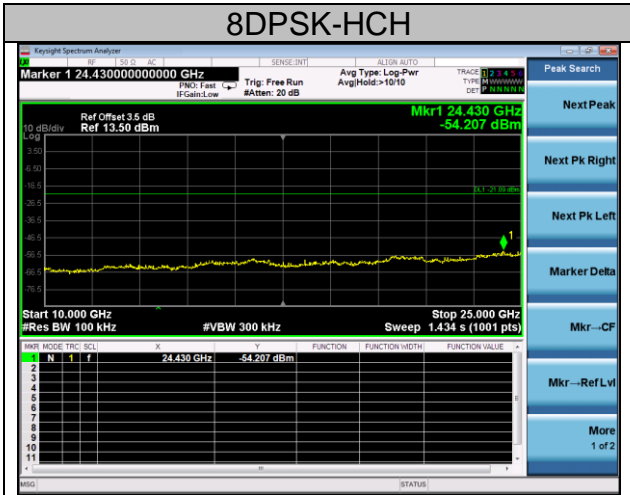 8DPSK-HCH
Keysight Spectrum Analyzer
RF 50 Ω AC SENSE:INT ALIGN AUTO
Marker 1 24.430000000000 GHz
PNO: Fast
IFGain:Low
Trig: Free Run
#Atten: 20 dB
Avg Type: Log-Pwr
Avg|Hold:>10/10
TRACE 1 2 3 4 5 6
TYPE M WWWWW
DET P N N N N N
Peak Search
Next Peak
Next Pk Right
Next Pk Left
Marker Delta
Mkr→CF
Mkr→Ref Lvl
More
1 of 2
Mkr1 24.430 GHz
-54.207 dBm
Ref Offset 3.5 dB
10 dB/div Ref 13.50 dBm
Log
3.50
-6.50
-16.5
DL1 -21.89 dBm
-26.5
-36.5
-46.5
1
-56.5
-66.5
-76.5
Start 10.000 GHz Stop 25.000 GHz
#Res BW 100 kHz #VBW 300 kHz Sweep 1.434 s (1001 pts)
MKR MODE TRC SCL X Y FUNCTION FUNCTION WIDTH FUNCTION VALUE
1 N 1 f 24.430 GHz -54.207 dBm
2
3
4
5
6
7
8
9
10
11
MSG STATUS